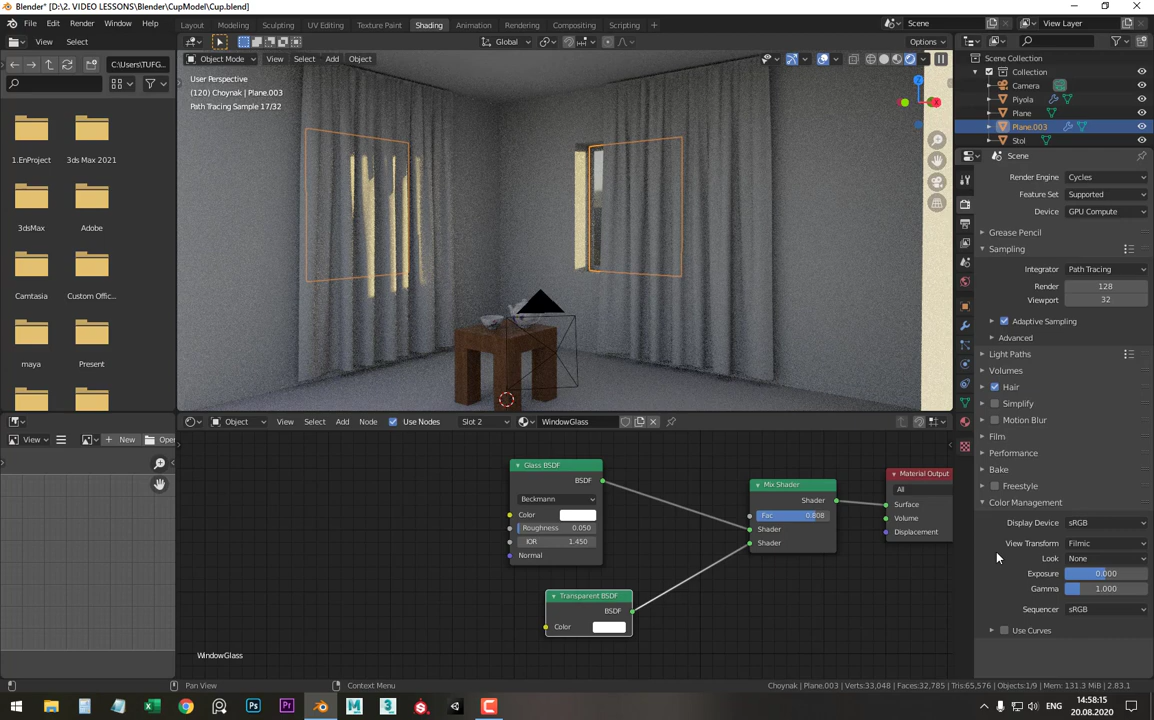 Blender* [D:\2. VIDEO LESSONS\Blender\CupModel\Cup.blend]
File Edit Render Window Help Layout Modeling Sculpting UV Editing Texture Paint Shading Animation Rendering Compositing Scripting + Scene View Layer
View Select Global Options
C:\Users\TUFG... Object Mode View Select Add Object
User Perspective
(120) Choynak | Plane.003
Path Tracing Sample 17/32
Scene Collection
Collection
Camera
Piyola
Plane
Plane.003
Stol
1.EnProject 3ds Max 2021
3dsMax Adobe
Camtasia Custom Offic...
maya Present
Z
X
Scene
Render Engine Cycles
Feature Set Supported
Device GPU Compute
Grease Pencil
Sampling
Integrator Path Tracing
Render 128
Viewport 32
Adaptive Sampling
Advanced
Light Paths
Volumes
Hair
Simplify
Motion Blur
Film
Performance
Bake
Freestyle
Color Management
Display Device sRGB
View Transform Filmic
Look None
Exposure 0.000
Gamma 1.000
Sequencer sRGB
Use Curves
Object View Select Add Node Use Nodes Slot 2 WindowGlass
View + New Open
Glass BSDF
BSDF
Beckmann
Color
Roughness 0.050
IOR 1.450
Normal
Transparent BSDF
BSDF
Color
Mix Shader
Shader
Fac 0.808
Shader
Shader
Material Output
All
Surface
Volume
Displacement
WindowGlass
Pan View Context Menu Choynak | Plane.003 | Verts:33,048 | Faces:32,785 | Tris:65,576 | Objects:1/9 | Mem: 131.3 MiB | 2.83.1
ENG 14:58:15
20.08.2020